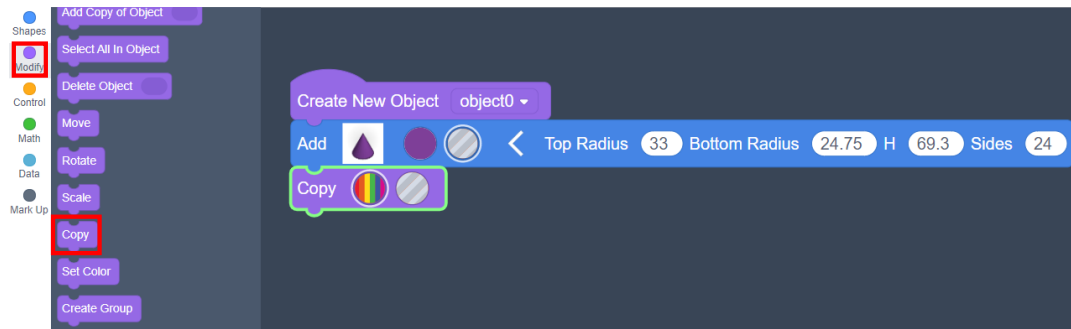 Shapes
Modify
Control
Math
Data
Mark Up
Add Copy of Object
Select All In Object
Delete Object
Move
Rotate
Scale
Copy
Set Color
Create Group
Create New Object object0
Add Top Radius 33 Bottom Radius 24.75 H 69.3 Sides 24
Copy